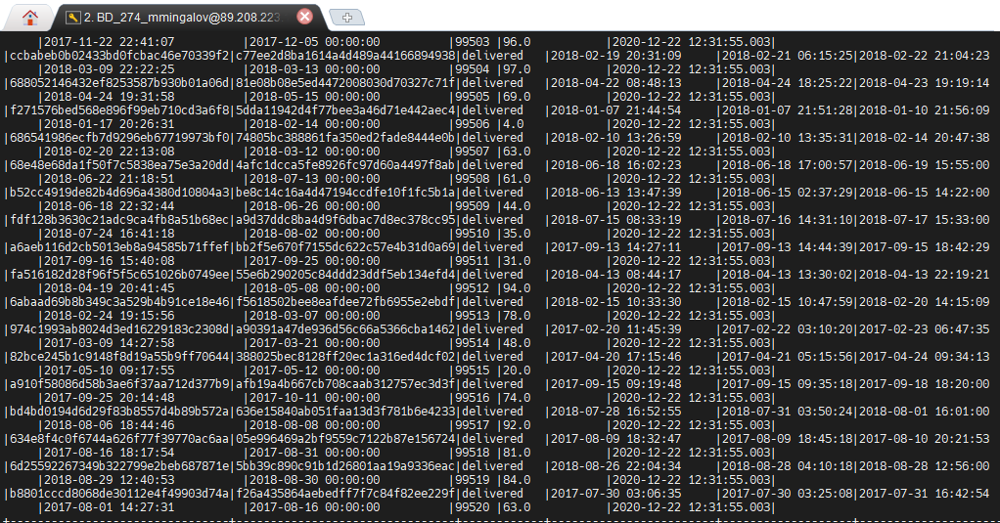 2. BD_274_mmingalov@89.208.223
|2017-11-22 22:41:07 |2017-12-05 00:00:00 |99503 |96.0 |2020-12-22 12:31:55.003|
|ccbabeb0b02433bd0fcbac46e70339f2|c77ee2d8ba1614a4d489a44166894938|delivered |2018-02-19 20:31:09 |2018-02-21 06:15:25|2018-02-22 21:04:23
|2018-03-09 22:22:25 |2018-03-13 00:00:00 |99504 |97.0 |2020-12-22 12:31:55.003|
|688052146432ef8253587b930b01a06d|81e08b08e5ed4472008030d70327c71f|delivered |2018-04-22 08:48:13 |2018-04-24 18:25:22|2018-04-23 19:19:14
|2018-04-24 19:31:58 |2018-05-15 00:00:00 |99505 |69.0 |2020-12-22 12:31:55.003|
|f271576bed568e896f99eb710cd3a6f8|5dda11942d4f77bee3a46d71e442aec4|delivered |2018-01-07 21:44:54 |2018-01-07 21:51:28|2018-01-10 21:56:09
|2018-01-17 20:26:31 |2018-02-14 00:00:00 |99506 |4.0 |2020-12-22 12:31:55.003|
|686541986ecfb7d9296eb67719973bf0|74805bc388861fa350ed2fade8444e0b|delivered |2018-02-10 13:26:59 |2018-02-10 13:35:31|2018-02-14 20:47:38
|2018-02-20 22:13:08 |2018-03-12 00:00:00 |99507 |63.0 |2020-12-22 12:31:55.003|
|68e48e68da1f50f7c5838ea75e3a20dd|4afc1dcca5fe8926fc97d60a4497f8ab|delivered |2018-06-18 16:02:23 |2018-06-18 17:00:57|2018-06-19 15:55:00
|2018-06-22 21:18:51 |2018-07-13 00:00:00 |99508 |61.0 |2020-12-22 12:31:55.003|
|b52cc4919de82b4d696a4380d10804a3|be8c14c16a4d47194ccdfe10f1fc5b1a|delivered |2018-06-13 13:47:39 |2018-06-15 02:37:29|2018-06-15 14:22:00
|2018-06-18 22:32:44 |2018-06-26 00:00:00 |99509 |44.0 |2020-12-22 12:31:55.003|
|fdf128b3630c21adc9ca4fb8a51b68ec|a9d37ddc8ba4d9f6dbac7d8ec378cc95|delivered |2018-07-15 08:33:19 |2018-07-16 14:31:10|2018-07-17 15:33:00
|2018-07-24 16:41:18 |2018-08-02 00:00:00 |99510 |35.0 |2020-12-22 12:31:55.003|
|a6aeb116d2cb5013eb8a94585b71ffef|bb2f5e670f7155dc622c57e4b31d0a69|delivered |2017-09-13 14:27:11 |2017-09-13 14:44:39|2017-09-15 18:42:29
|2017-09-16 15:40:08 |2017-09-25 00:00:00 |99511 |31.0 |2020-12-22 12:31:55.003|
|fa516182d28f96f5f5c651026b0749ee|55e6b290205c84ddd23ddf5eb134efd4|delivered |2018-04-13 08:44:17 |2018-04-13 13:30:02|2018-04-13 22:19:21
|2018-04-19 20:41:45 |2018-05-08 00:00:00 |99512 |94.0 |2020-12-22 12:31:55.003|
|6abaad69b8b349c3a529b4b91ce18e46|f5618502bee8eafdee72fb6955e2ebdf|delivered |2018-02-15 10:33:30 |2018-02-15 10:47:59|2018-02-20 14:15:09
|2018-02-24 19:15:56 |2018-03-07 00:00:00 |99513 |78.0 |2020-12-22 12:31:55.003|
|974c1993ab8024d3ed16229183c2308d|a90391a47de936d56c66a5366cba1462|delivered |2017-02-20 11:45:39 |2017-02-22 03:10:20|2017-02-23 06:47:35
|2017-03-09 14:27:58 |2017-03-21 00:00:00 |99514 |48.0 |2020-12-22 12:31:55.003|
|82bce245b1c9148f8d19a55b9ff70644|388025bec8128ff20ec1a316ed4dcf02|delivered |2017-04-20 17:15:46 |2017-04-21 05:15:56|2017-04-24 09:34:13
|2017-05-10 09:17:55 |2017-05-12 00:00:00 |99515 |20.0 |2020-12-22 12:31:55.003|
|a910f58086d58b3ae6f37aa712d377b9|afb19a4b667cb708caab312757ec3d3f|delivered |2017-09-15 09:19:48 |2017-09-15 09:35:18|2017-09-18 18:20:00
|2017-09-25 20:14:48 |2017-10-11 00:00:00 |99516 |74.0 |2020-12-22 12:31:55.003|
|bd4bd0194d6d29f83b8557d4b89b572a|636e15840ab051faa13d3f781b6e4233|delivered |2018-07-28 16:52:55 |2018-07-31 03:50:24|2018-08-01 16:01:00
|2018-08-06 18:44:46 |2018-08-08 00:00:00 |99517 |92.0 |2020-12-22 12:31:55.003|
|634e8f4c0f6744a626f77f39770ac6aa|05e996469a2bf9559c7122b87e156724|delivered |2017-08-09 18:32:47 |2017-08-09 18:45:18|2017-08-10 20:21:53
|2017-08-16 18:17:54 |2017-08-31 00:00:00 |99518 |81.0 |2020-12-22 12:31:55.003|
|6d25592267349b322799e2beb687871e|5bb39c890c91b1d26801aa19a9336eac|delivered |2018-08-26 22:04:34 |2018-08-28 04:10:18|2018-08-28 12:56:00
|2018-08-29 12:40:53 |2018-08-30 00:00:00 |99519 |84.0 |2020-12-22 12:31:55.003|
|b8801cccd8068de30112e4f49903d74a|f26a435864aebedff7f7c84f82ee229f|delivered |2017-07-30 03:06:35 |2017-07-30 03:25:08|2017-07-31 16:42:54
|2017-08-01 14:27:31 |2017-08-16 00:00:00 |99520 |63.0 |2020-12-22 12:31:55.003|